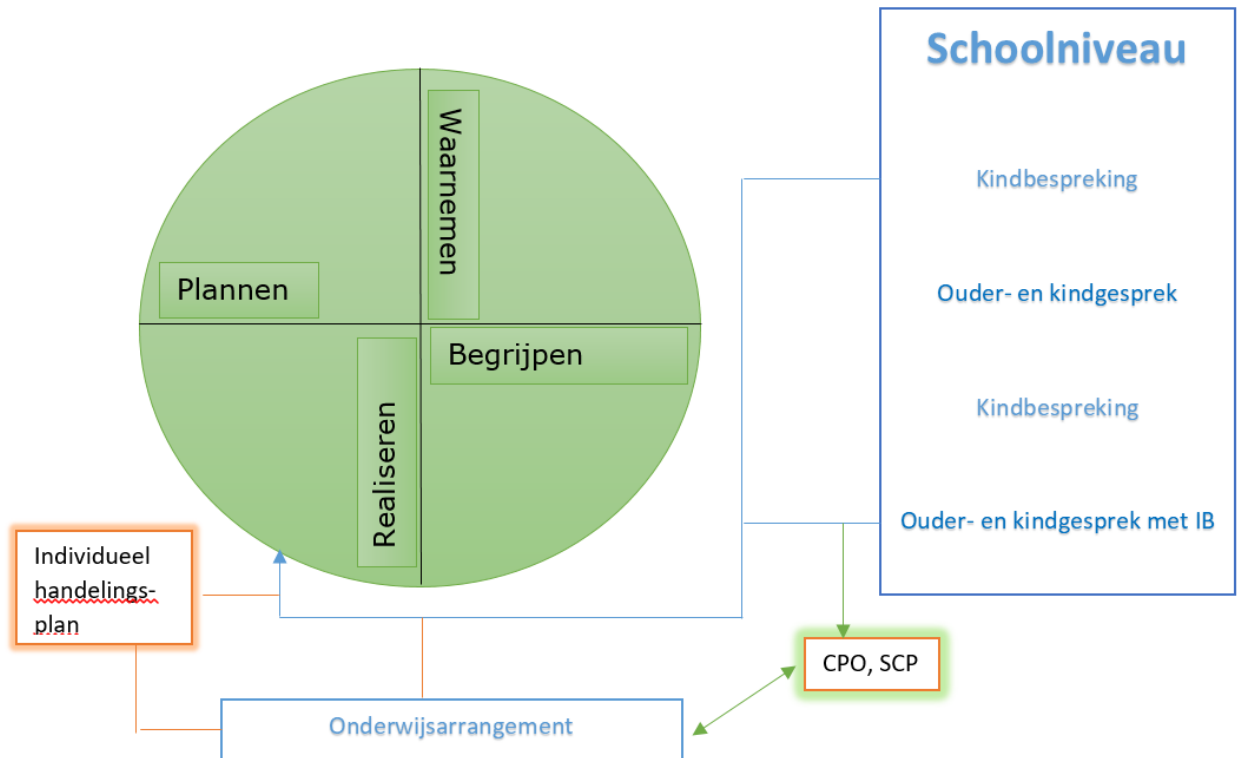 Schoolniveau
Kindbespreking
Ouder- en kindgesprek
Kindbespreking
Ouder- en kindgesprek met IB
Waarnemen
Plannen
Begrijpen
Realiseren
Individueel
handelings-
plan
CPO, SCP
Onderwijsarrangement